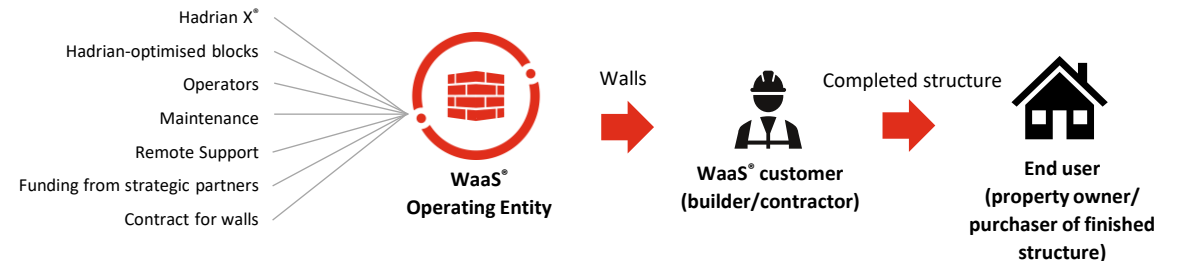 Hadrian X®
Hadrian-optimised blocks
Operators
Maintenance
Remote Support
Funding from strategic partners
Contract for walls
WaaS®
Operating Entity
Walls
WaaS® customer
(builder/contractor)
Completed structure
End user
(property owner/
purchaser of finished
structure)